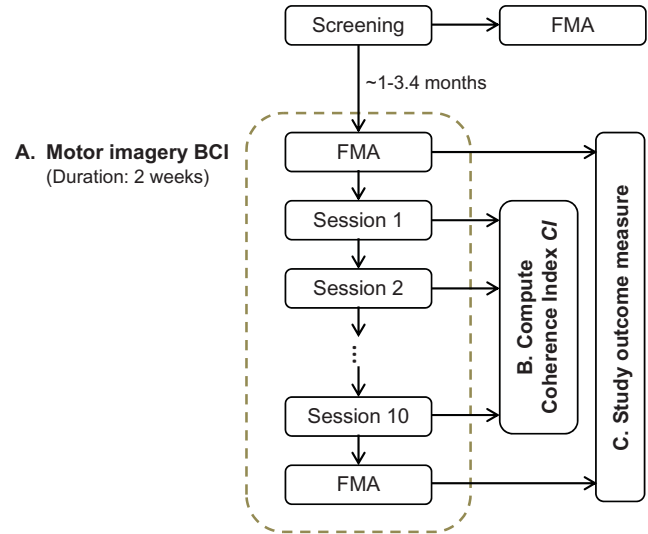 Screening
FMA
~1-3.4 months
A. Motor imagery BCI
(Duration: 2 weeks)
FMA
Session 1
Session 2
...
Session 10
FMA
B. Compute
Coherence Index CI
C. Study outcome measure